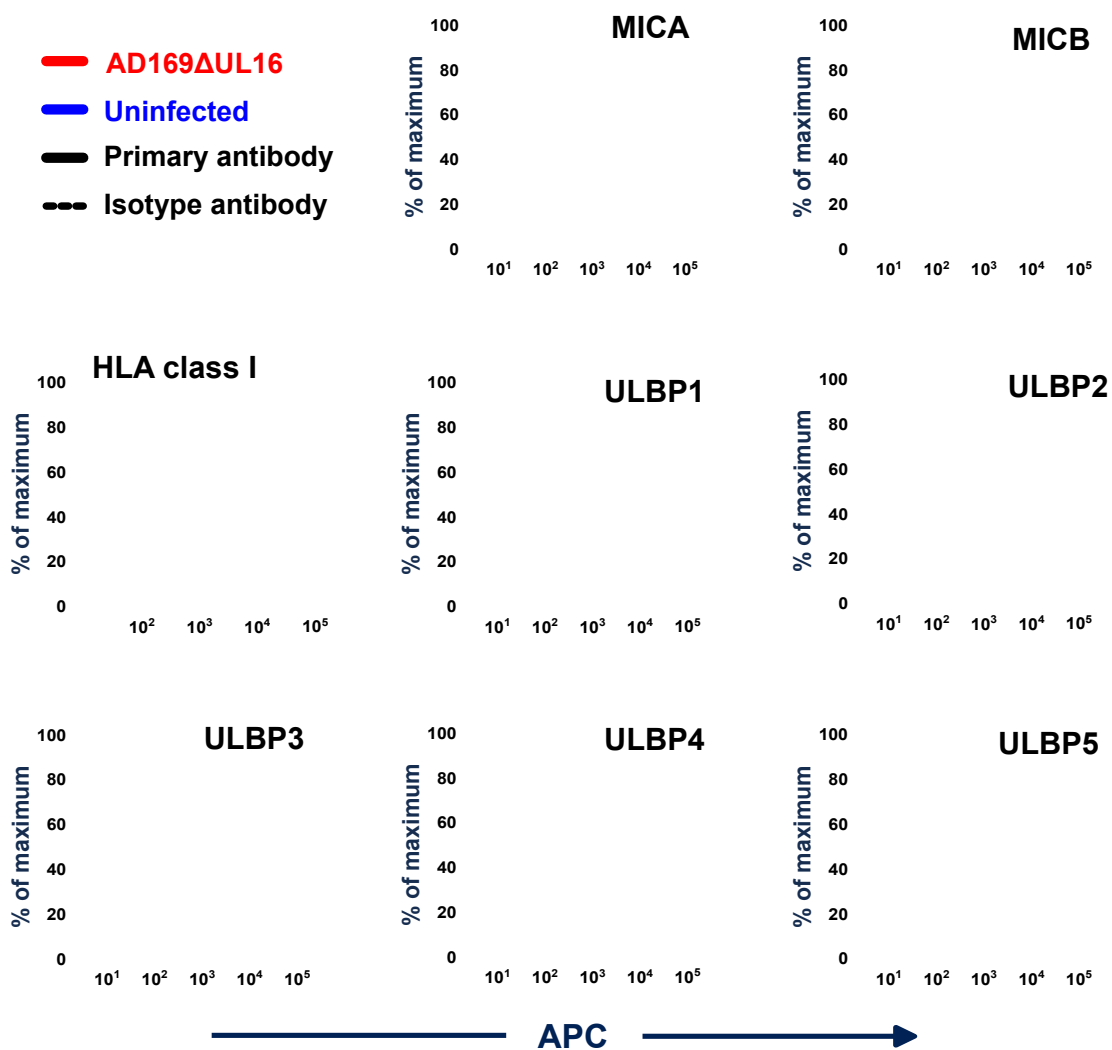 AD169ΔUL16
Uninfected
Primary antibody
Isotype antibody
MICA
% of maximum
100
80
60
40
20
0
10¹ 10² 10³ 10⁴ 10⁵
MICB
% of maximum
100
80
60
40
20
0
10¹ 10² 10³ 10⁴ 10⁵
HLA class I
% of maximum
100
80
60
40
20
0
10² 10³ 10⁴ 10⁵
ULBP1
% of maximum
100
80
60
40
20
0
10¹ 10² 10³ 10⁴ 10⁵
ULBP2
% of maximum
100
80
60
40
20
0
10¹ 10² 10³ 10⁴ 10⁵
ULBP3
% of maximum
100
80
60
40
20
0
10¹ 10² 10³ 10⁴ 10⁵
ULBP4
% of maximum
100
80
60
40
20
0
10¹ 10² 10³ 10⁴ 10⁵
ULBP5
% of maximum
100
80
60
40
20
0
10¹ 10² 10³ 10⁴ 10⁵
APC